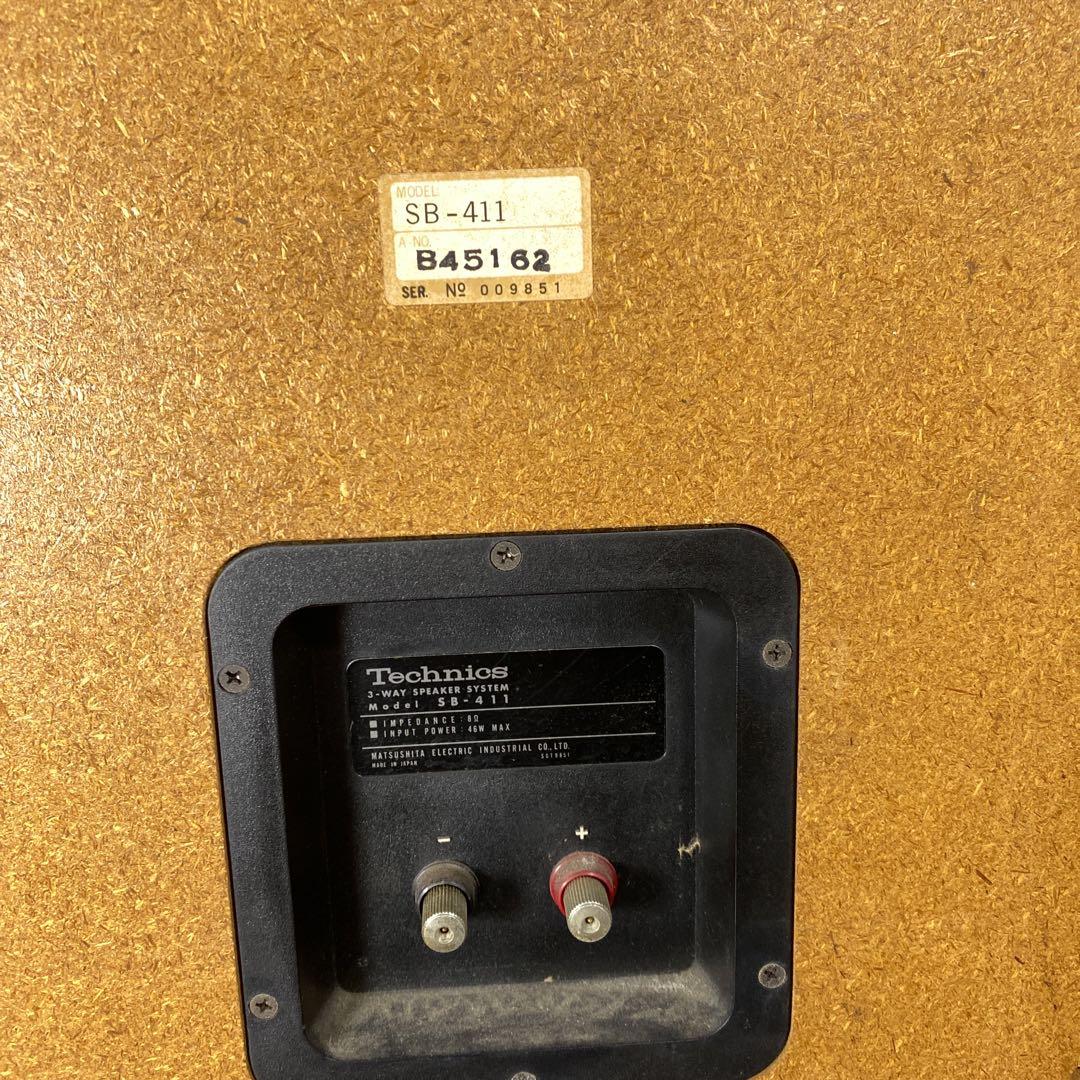 MODEL
SB-411
A NO.
B45162
SER. Nº 009851
Technics
3-WAY SPEAKER SYSTEM
Model SB-411
IMPEDANCE : 8Ω
INPUT POWER : 46W MAX
MATSUSHITA ELECTRIC INDUSTRIAL CO., LTD.
MADE IN JAPAN
- +